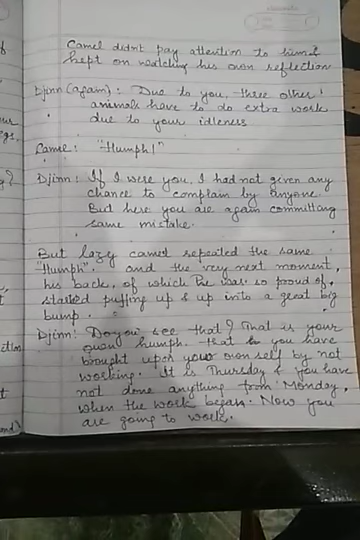 Camel didn't pay attention to him &
kept on watching his own reflection
Djinn (again): Due to you, three other
animals have to do extra work
due to your idleness
Came: "Humph!"
Djinn: If I were you, I had not given any
chance to complain by anyone.
But here you are again committing
same mistake.
But lazy camel repeated the same
"Humph". and the very next moment,
his back, of which he was so proud of,
started puffing up & up into a great big
bump.
Djinn: Do you see that? That is your
own humph. that you have
brought upon your own self by not
working. It is Thursday & you have
not done anything from Monday,
when the work began. Now you
are going to work.